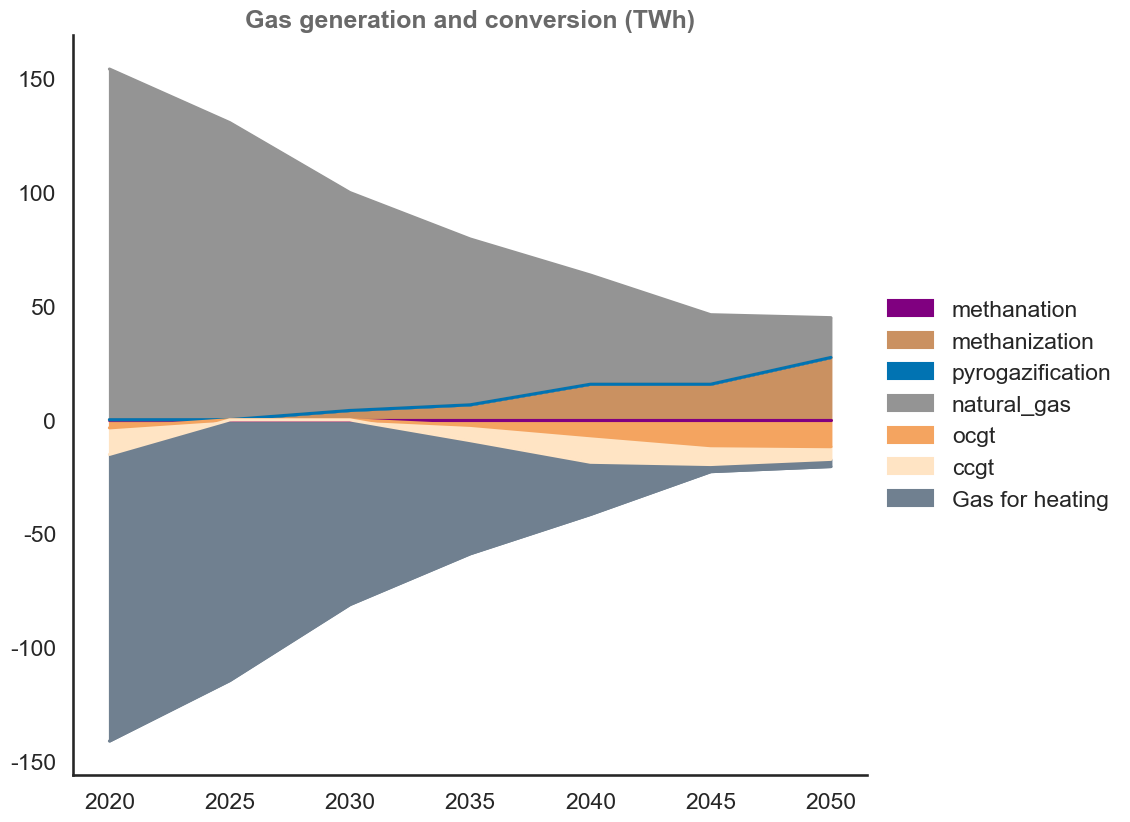 Gas generation and conversion (TWh)
150
100
50
0
-50
-100
-150
2020 2025 2030 2035 2040 2045 2050
methanation
methanization
pyrogazification
natural_gas
ocgt
ccgt
Gas for heating